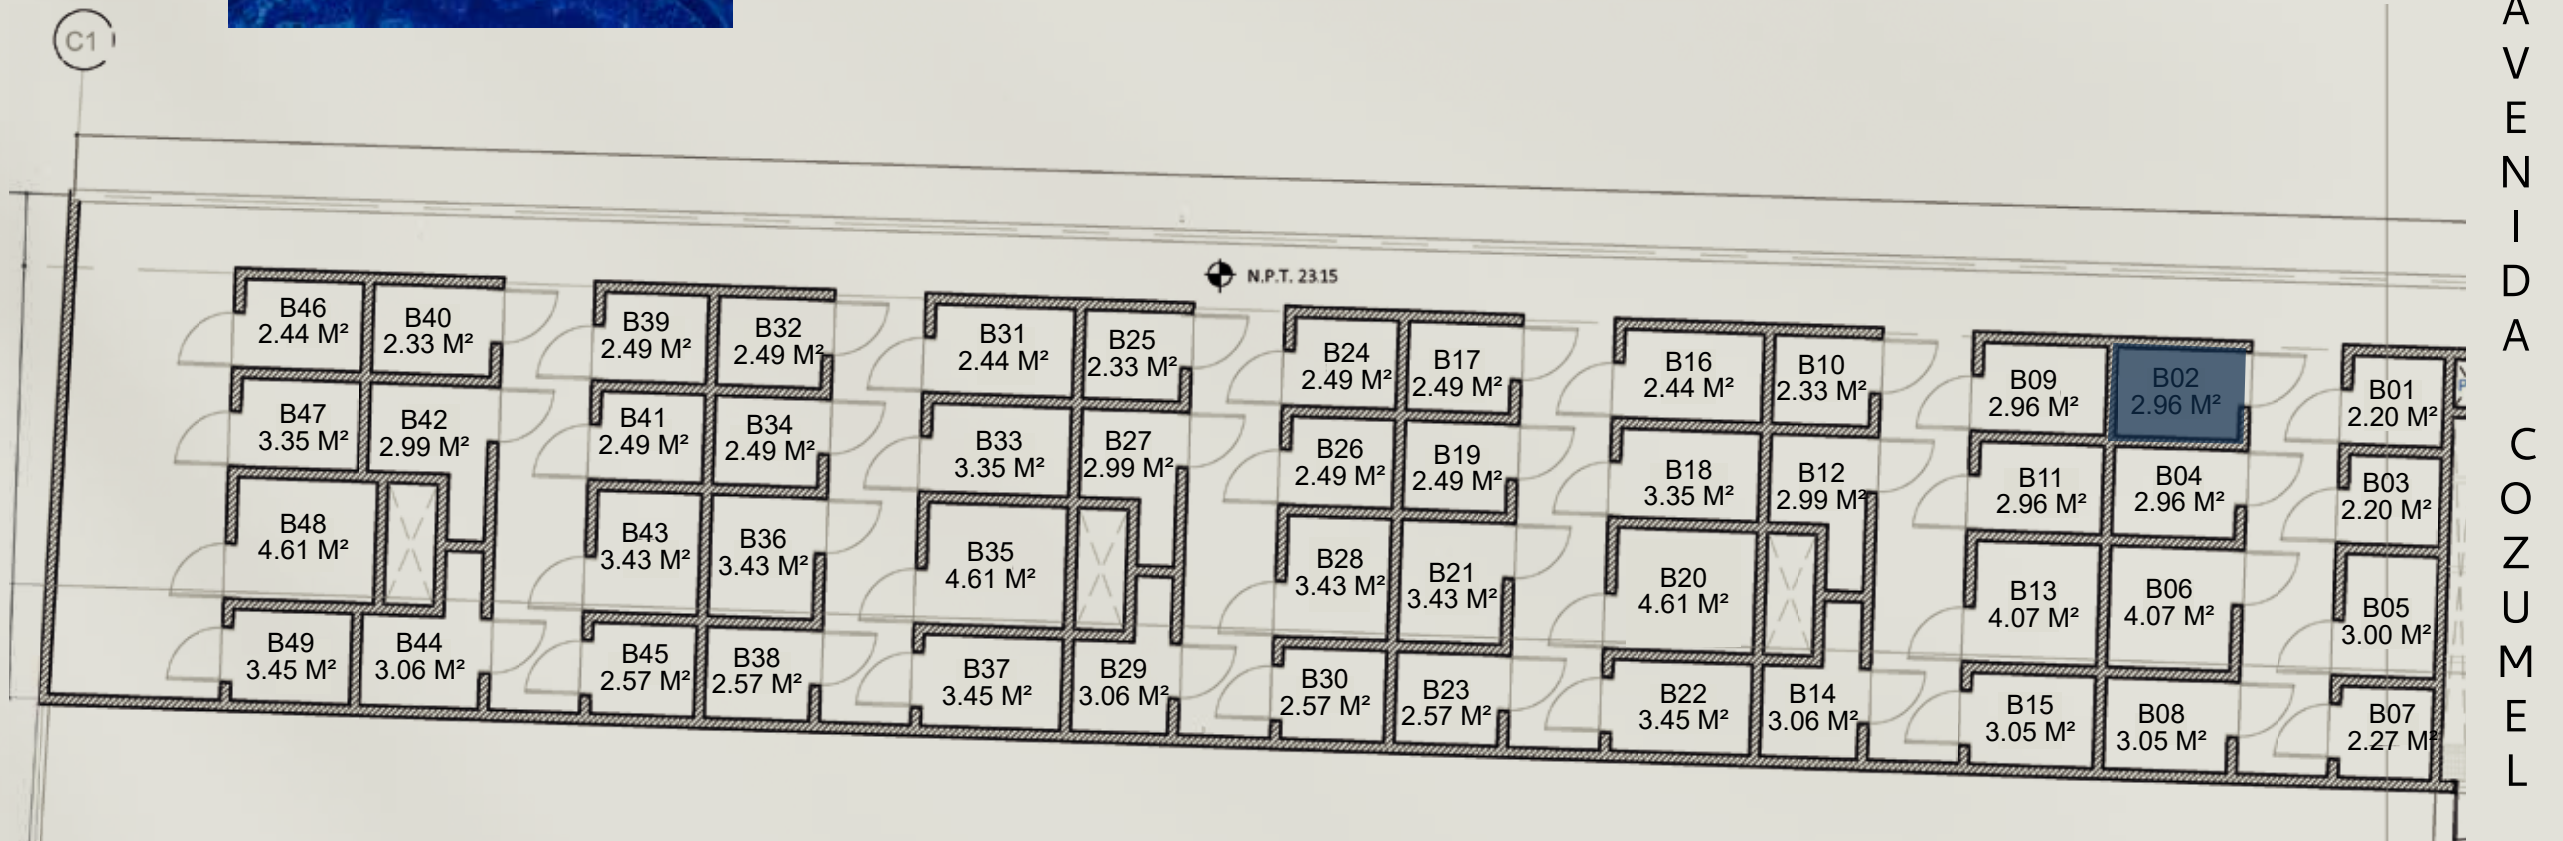 C1
N.P.T. 23.15
B46
2.44 M²
B40
2.33 M²
B47
3.35 M²
B42
2.99 M²
B48
4.61 M²
B49
3.45 M²
B44
3.06 M²
B39
2.49 M²
B32
2.49 M²
B41
2.49 M²
B34
2.49 M²
B43
3.43 M²
B36
3.43 M²
B45
2.57 M²
B38
2.57 M²
B31
2.44 M²
B25
2.33 M²
B33
3.35 M²
B27
2.99 M²
B35
4.61 M²
B37
3.45 M²
B29
3.06 M²
B24
2.49 M²
B17
2.49 M²
B26
2.49 M²
B19
2.49 M²
B28
3.43 M²
B21
3.43 M²
B30
2.57 M²
B23
2.57 M²
B16
2.44 M²
B10
2.33 M²
B18
3.35 M²
B12
2.99 M²
B20
4.61 M²
B22
3.45 M²
B14
3.06 M²
B09
2.96 M²
B02
2.96 M²
B11
2.96 M²
B04
2.96 M²
B13
4.07 M²
B06
4.07 M²
B15
3.05 M²
B08
3.05 M²
B01
2.20 M²
B03
2.20 M²
B05
3.00 M²
B07
2.27 M²
AVENIDA COZUMEL